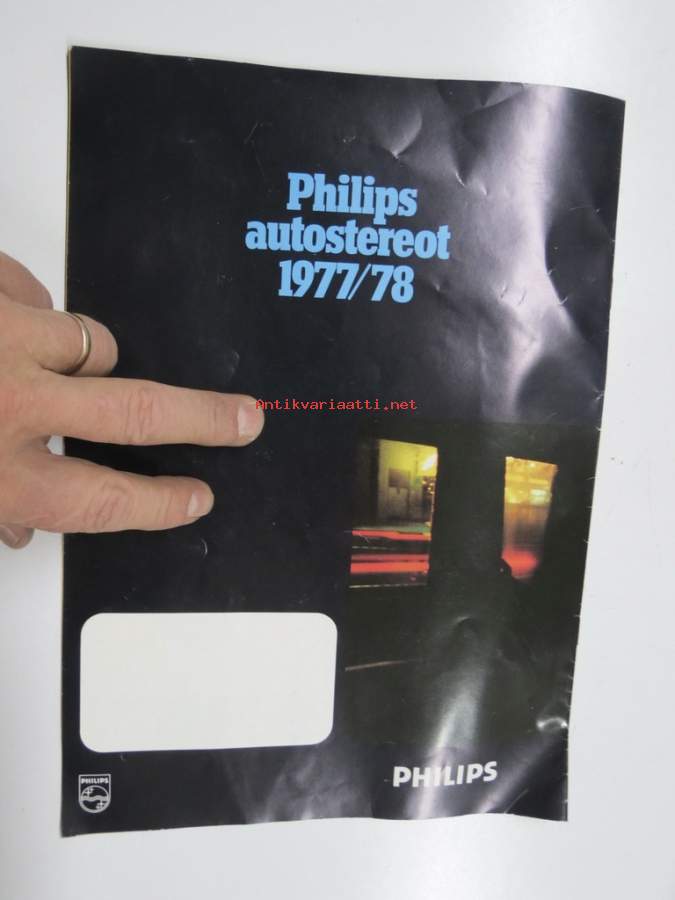 Philips
autostereot
1977/78
Antikvariaatti.net
PHILIPS
PHILIPS